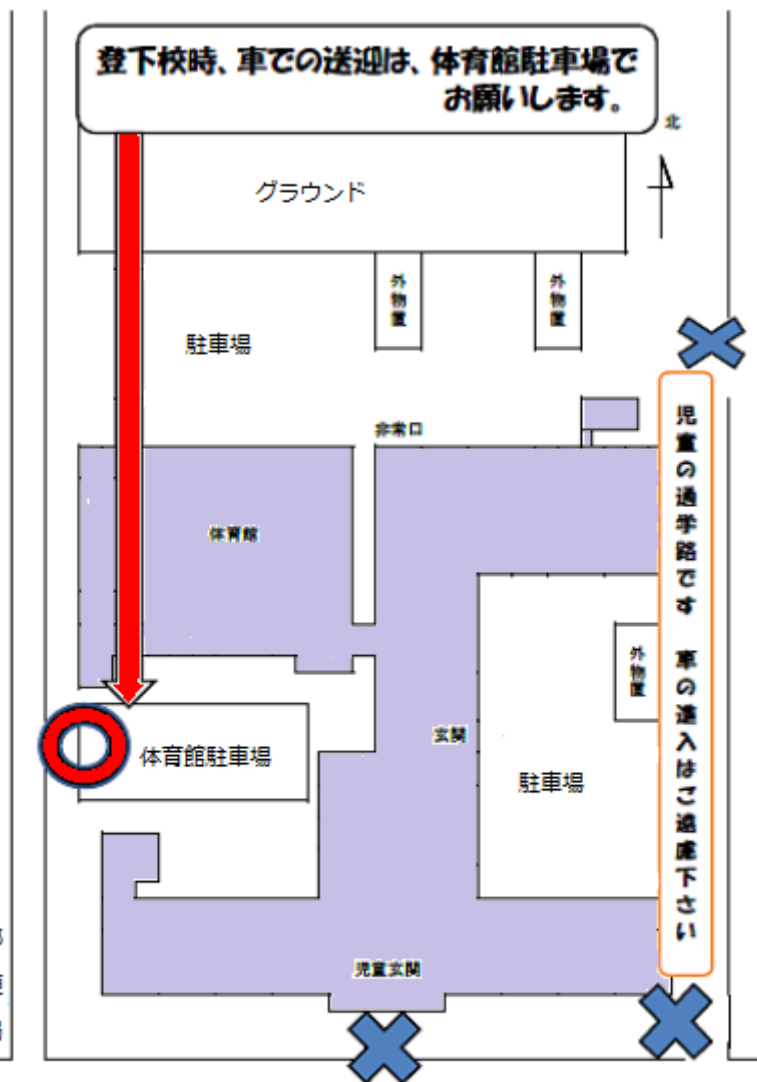 登下校時、車での送迎は、体育館駐車場で
お願いします。
北
グラウンド
外物置
外物置
駐車場
非常口
児童の通学路です　車の進入はご遠慮下さい
体育館
外物置
玄関
体育館駐車場
駐車場
児童玄関